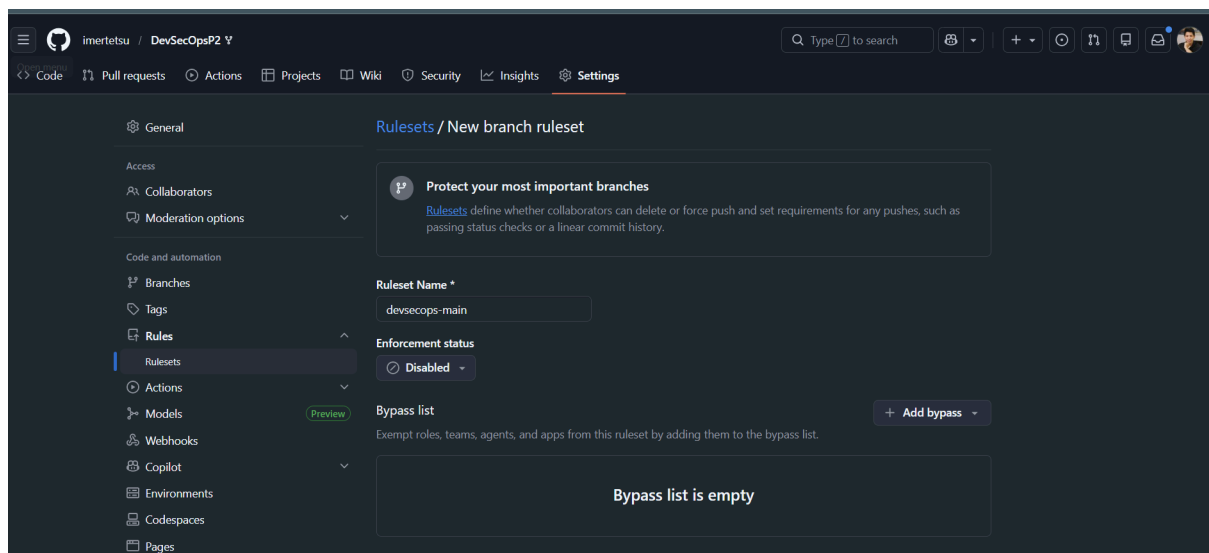 imertetsu / DevSecOpsP2
Type / to search
Open menu
Code Pull requests Actions Projects Wiki Security Insights Settings
General
Access
Collaborators
Moderation options
Code and automation
Branches
Tags
Rules
Rulesets
Actions
Models Preview
Webhooks
Copilot
Environments
Codespaces
Pages
Rulesets / New branch ruleset
Protect your most important branches
Rulesets define whether collaborators can delete or force push and set requirements for any pushes, such as
passing status checks or a linear commit history.
Ruleset Name *
devsecops-main
Enforcement status
Disabled
Bypass list
+ Add bypass
Exempt roles, teams, agents, and apps from this ruleset by adding them to the bypass list.
Bypass list is empty